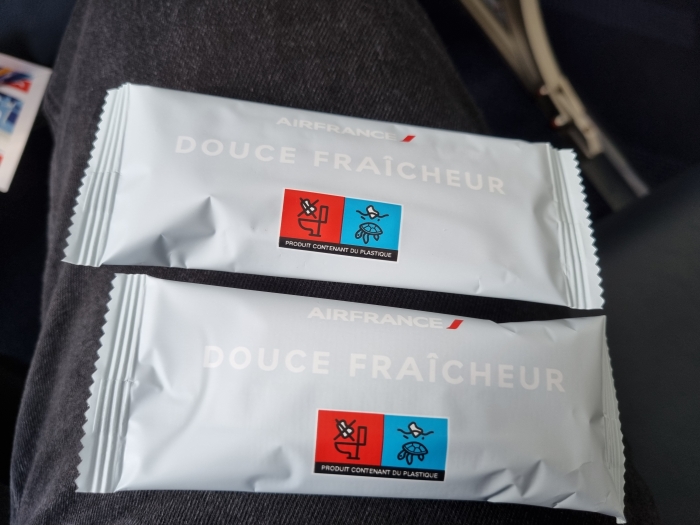 AIRFRANCE
DOUCE FRAÎCHEUR
PRODUIT CONTENANT DU PLASTIQUE
AIRFRANCE
DOUCE FRAÎCHEUR
PRODUIT CONTENANT DU PLASTIQUE